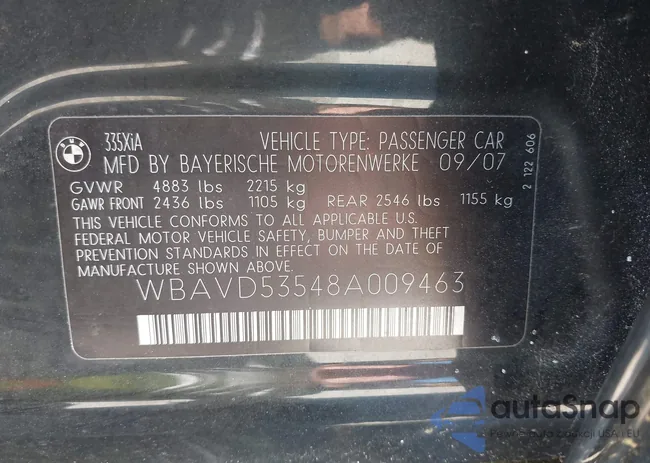 BMW
335XiA VEHICLE TYPE: PASSENGER CAR
MFD BY BAYERISCHE MOTORENWERKE 09/07
GVWR 4883 lbs 2215 kg
GAWR FRONT 2436 lbs 1105 kg REAR 2546 lbs 1155 kg
THIS VEHICLE CONFORMS TO ALL APPLICABLE U.S.
FEDERAL MOTOR VEHICLE SAFETY, BUMPER AND THEFT
PREVENTION STANDARDS IN EFFECT ON THE DATE OF
MANUFACTURE SHOWN ABOVE.
WBAVD53548A009463
2 122 606
autoSnap